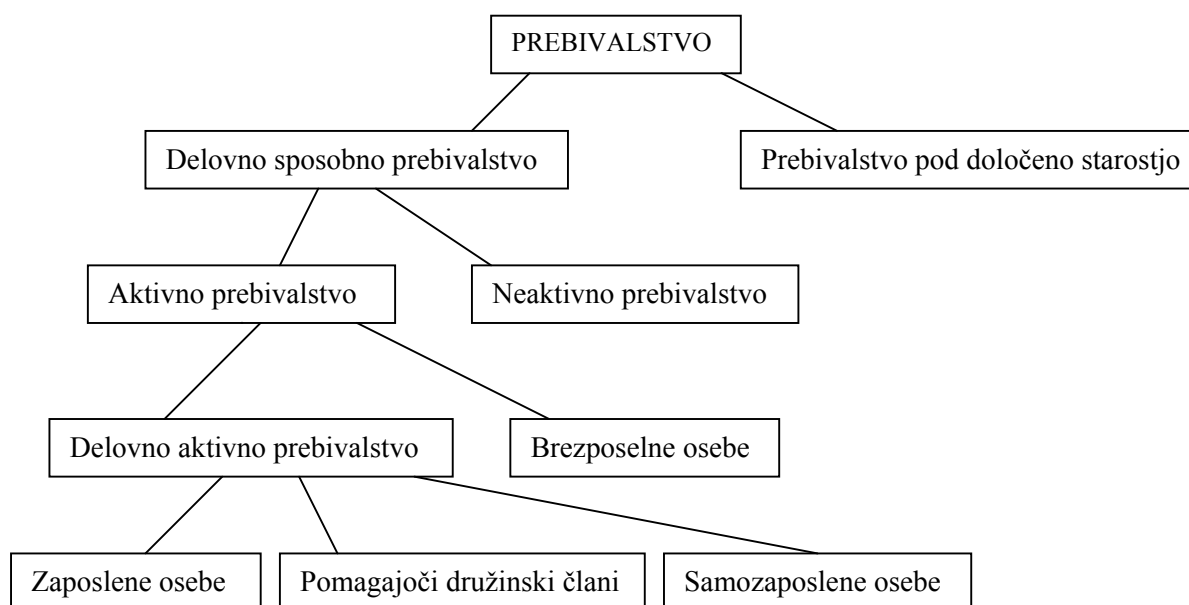 PREBIVALSTVO
Delovno sposobno prebivalstvo
Prebivalstvo pod določeno starostjo
Aktivno prebivalstvo
Neaktivno prebivalstvo
Delovno aktivno prebivalstvo
Brezposelne osebe
Zaposlene osebe
Pomagajoči družinski člani
Samozaposlene osebe